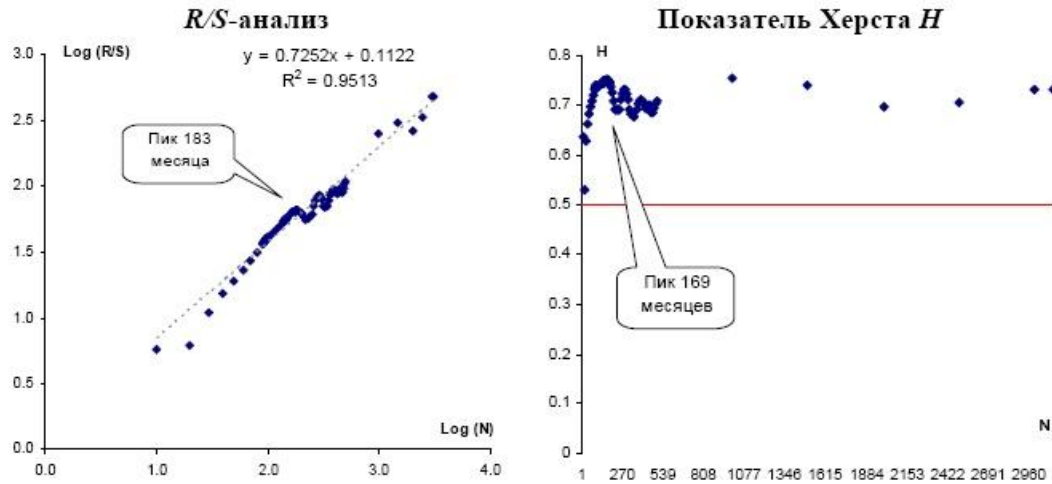 R/S-анализ
Log (R/S)
y = 0.7252x + 0.1122
R² = 0.9513
Пик 183
месяца
3.0
2.5
2.0
1.5
1.0
0.5
0.0
Log (N)
0.0 1.0 2.0 3.0 4.0
Показатель Херста H
H
0.8
0.7
0.6
0.5
0.4
0.3
0.2
0.1
0
Пик 169
месяцев
N
1 270 539 808 1077 1346 1615 1884 2153 2422 2691 2960